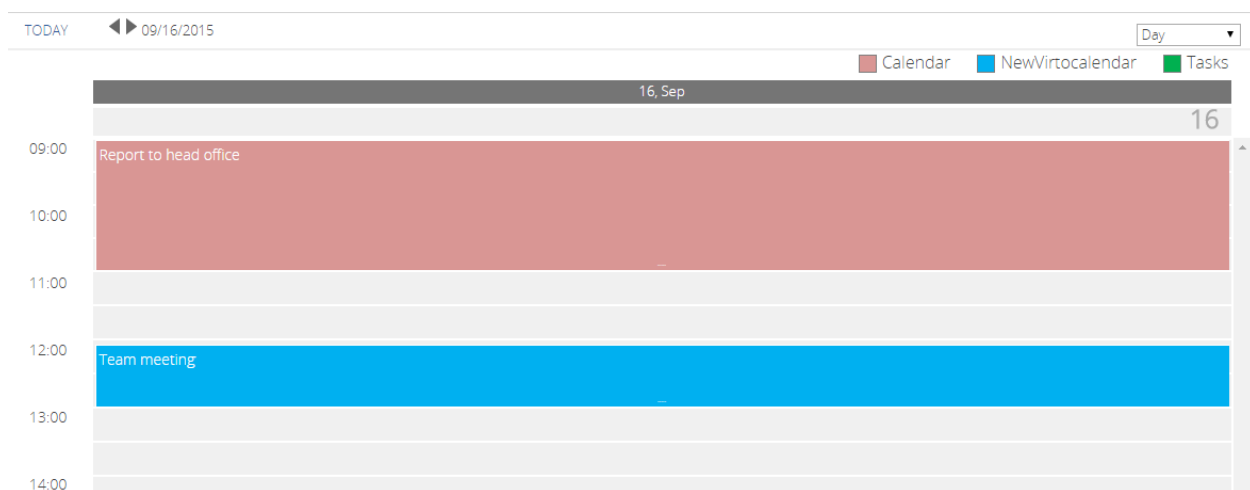 TODAY 09/16/2015 Day
Calendar NewVirtocalendar Tasks
16, Sep
16
09:00 Report to head office
10:00
11:00
12:00 Team meeting
13:00
14:00